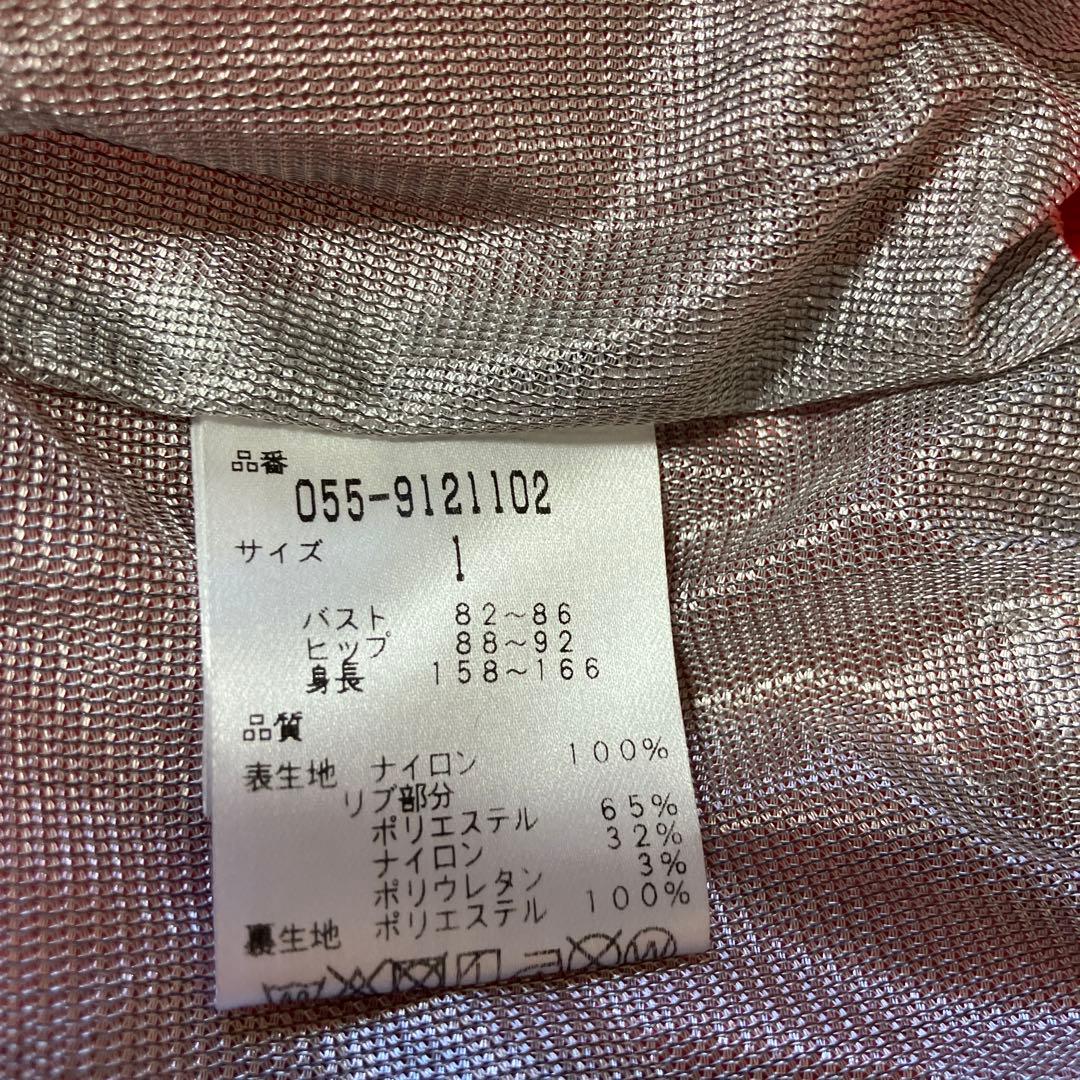 品番
055-9121102
サイズ 1
バスト 82～86
ヒップ 88～92
身長 158～166
品質
表生地 ナイロン 100%
リブ部分
ポリエステル 65%
ナイロン 32%
ポリウレタン 3%
裏生地 ポリエステル 100%